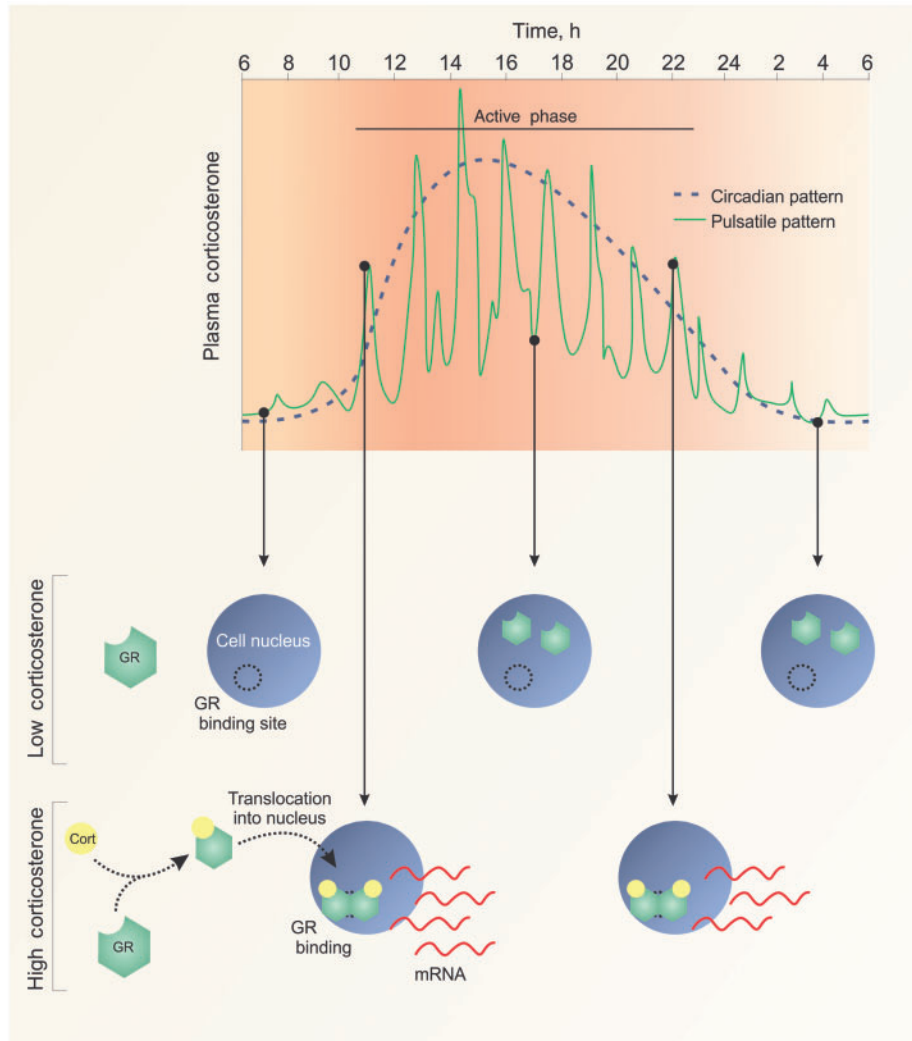 Time, h
6 8 10 12 14 16 18 20 22 24 2 4 6
Active phase
Circadian pattern
Pulsatile pattern
Plasma corticosterone
Low corticosterone
GR
Cell nucleus
GR
binding site
High corticosterone
Translocation
into nucleus
Cort
GR
GR
binding
mRNA